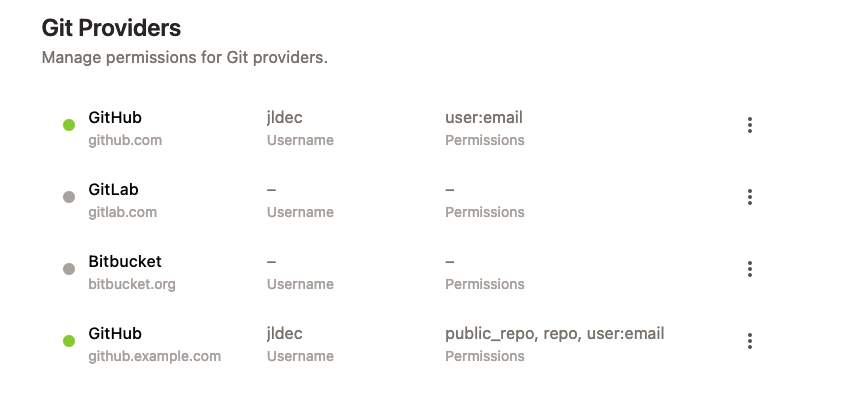 Git Providers
Manage permissions for Git providers.
GitHub jldec user:email
github.com Username Permissions
GitLab – –
gitlab.com Username Permissions
Bitbucket – –
bitbucket.org Username Permissions
GitHub jldec public_repo, repo, user:email
github.example.com Username Permissions